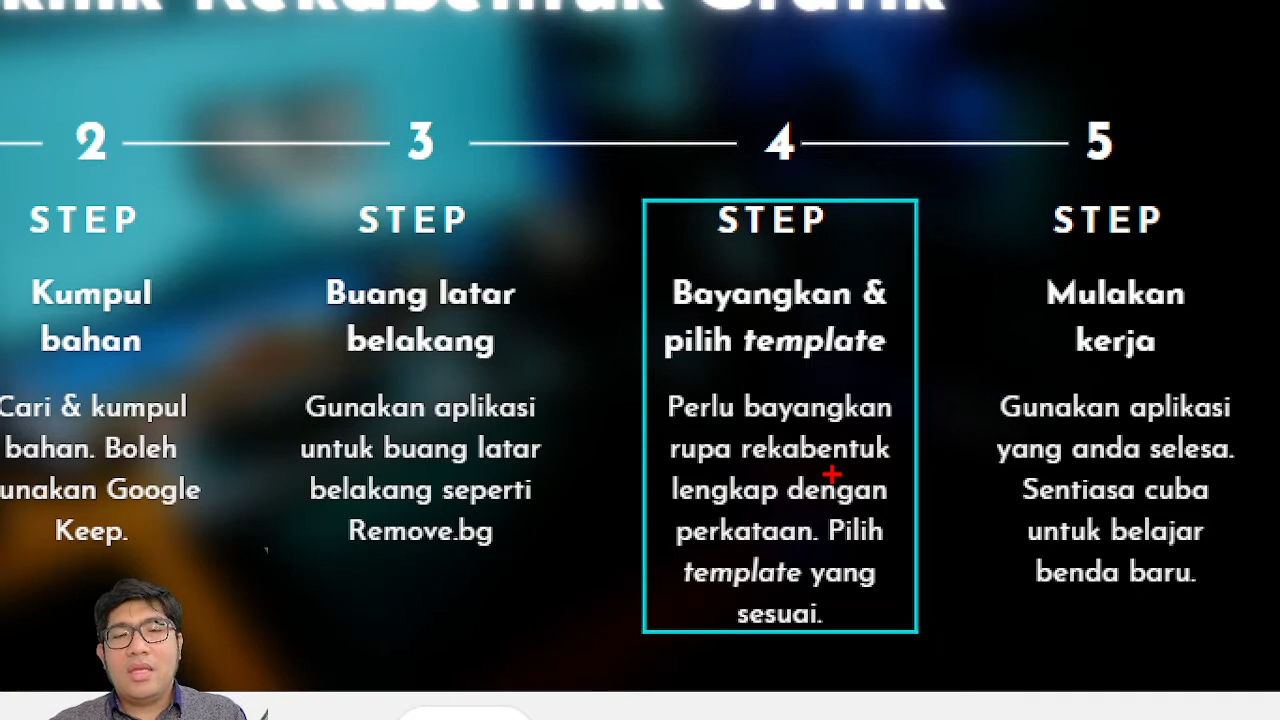 Rekabentuk Grafik
2
3
4
5
STEP
STEP
STEP
STEP
Kumpul
bahan
Buang latar
belakang
Bayangkan &
pilih template
Mulakan
kerja
Cari & kumpul
bahan. Boleh
unakan Google
Keep.
Gunakan aplikasi
untuk buang latar
belakang seperti
Remove.bg
Perlu bayangkan
rupa rekabentuk
lengkap dengan
perkataan. Pilih
template yang
sesuai.
Gunakan aplikasi
yang anda selesa.
Sentiasa cuba
untuk belajar
benda baru.